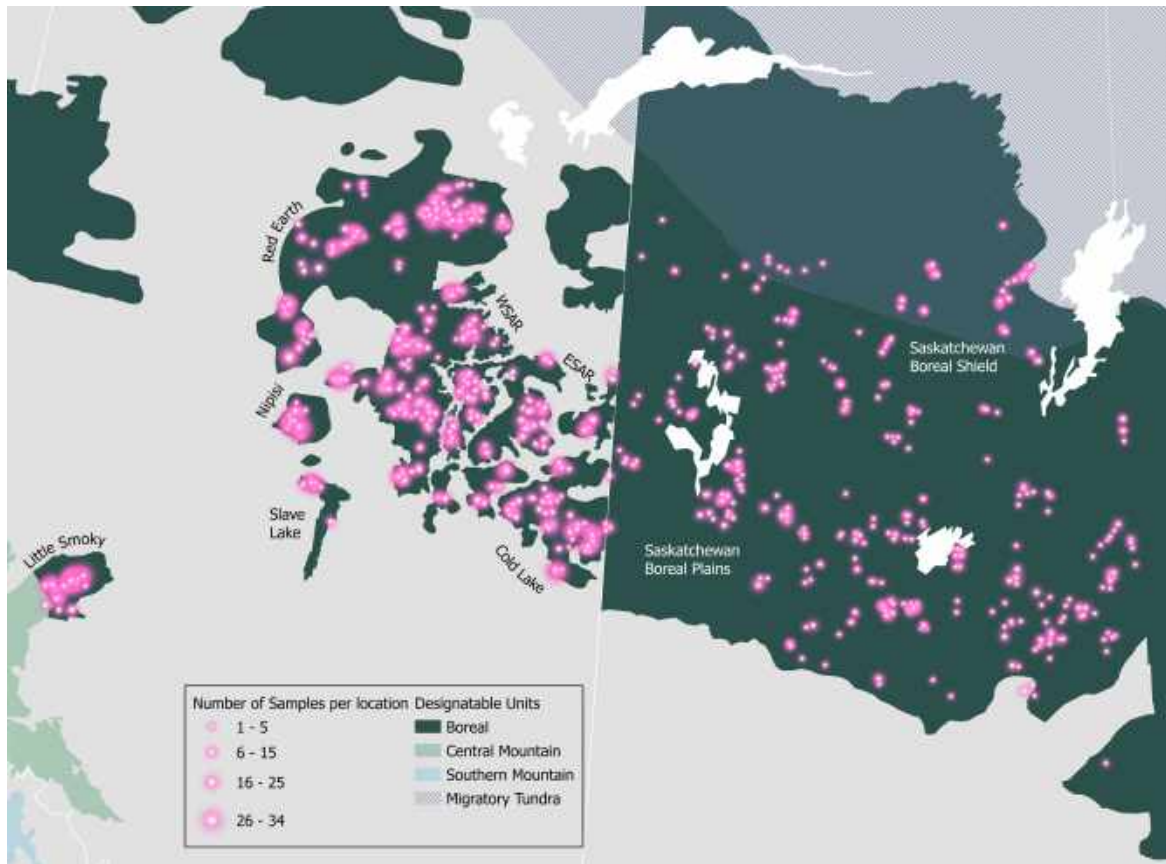 Red Earth
WSAR
ESAR
Saskatchewan
Boreal Shield
Nipisi
Slave
Lake
Little Smoky
Cold Lake
Saskatchewan
Boreal Plains
Number of Samples per location
1 - 5
6 - 15
16 - 25
26 - 34
Designatable Units
Boreal
Central Mountain
Southern Mountain
Migratory Tundra